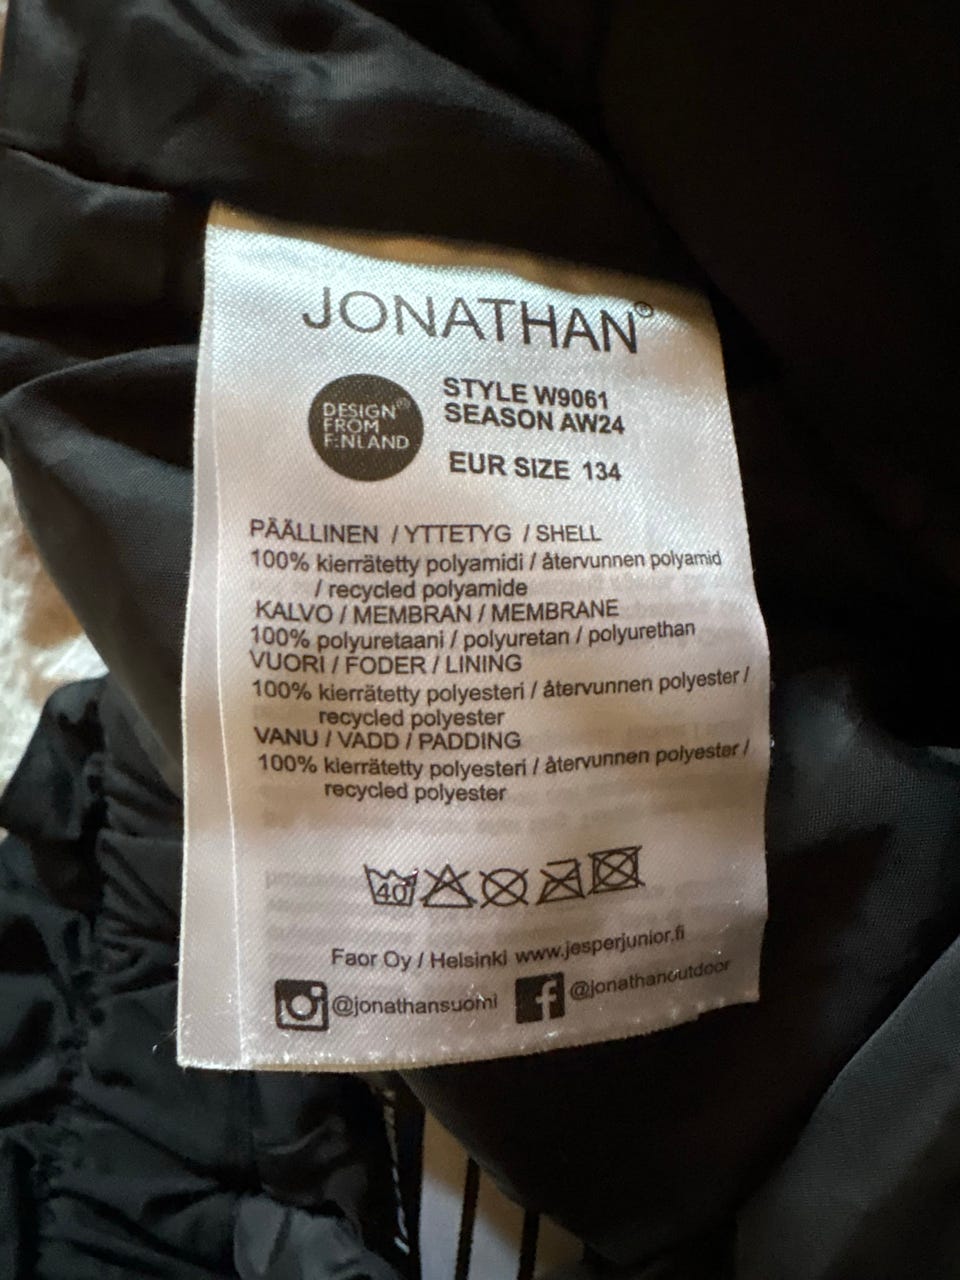 JONATHAN®
DESIGN
FROM
FINLAND
STYLE W9061
SEASON AW24
EUR SIZE 134
PÄÄLLINEN / YTTETYG / SHELL
100% kierrätetty polyamidi / återvunnen polyamid
/ recycled polyamide
KALVO / MEMBRAN / MEMBRANE
100% polyuretaani / polyuretan / polyurethan
VUORI / FODER / LINING
100% kierrätetty polyesteri / återvunnen polyester /
recycled polyester
VANU / VADD / PADDING
100% kierrätetty polyesteri / återvunnen polyester /
recycled polyester
40
Faor Oy / Helsinki www.jesperjunior.fi
@jonathansuomi @jonathanoutdoor